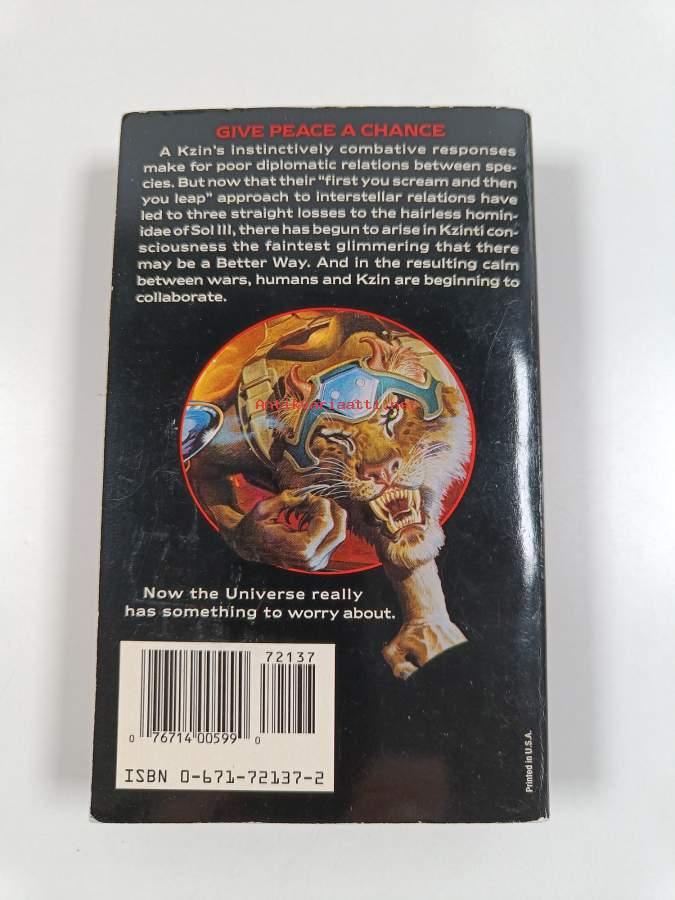 GIVE PEACE A CHANCE
A Kzin's instinctively combative responses
make for poor diplomatic relations between spe-
cies. But now that their "first you scream and then
you leap" approach to interstellar relations have
led to three straight losses to the hairless homin-
idae of Sol III, there has begun to arise in Kzinti con-
sciousness the faintest glimmering that there
may be a Better Way. And in the resulting calm
between wars, humans and Kzin are beginning to
collaborate.
Antikvariaatti.net
Now the Universe really
has something to worry about.
72137
0 76714 00599 0
ISBN 0-671-72137-2
Printed in U.S.A.